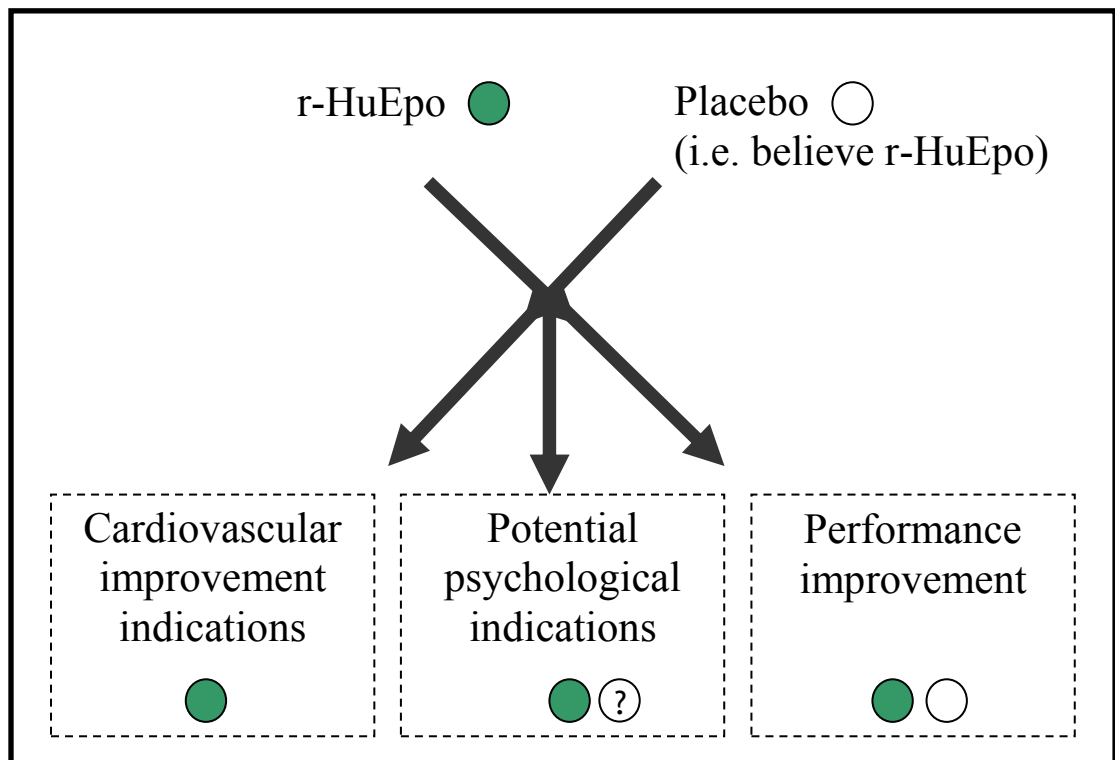 r-HuEpo
Placebo
(i.e. believe r-HuEpo)
Cardiovascular
improvement
indications
Potential
psychological
indications
?
Performance
improvement